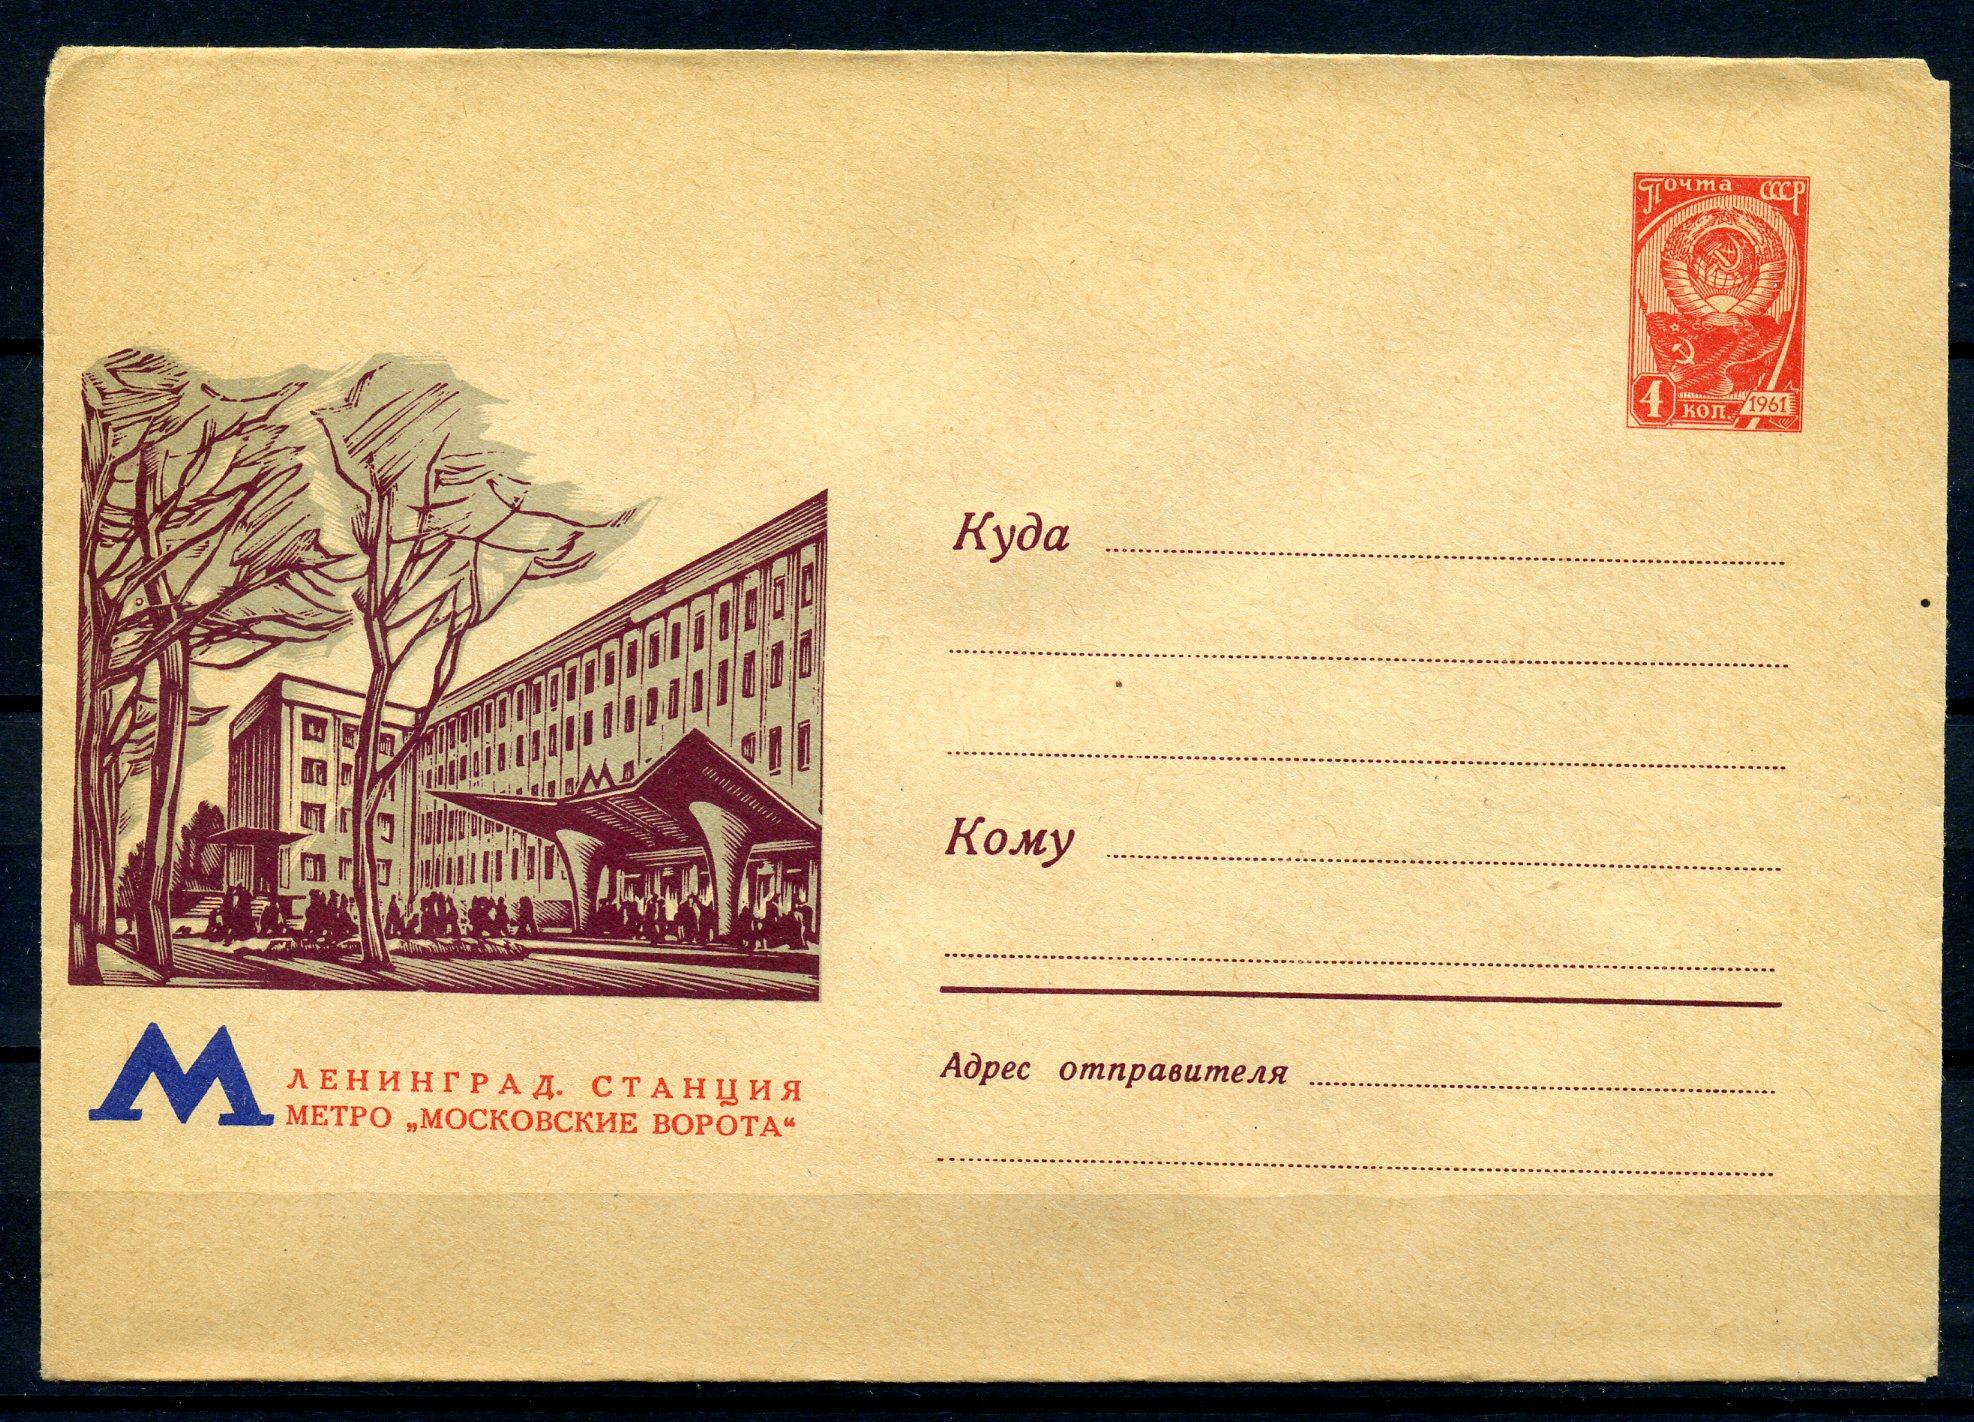 Почта СССР
4 коп. 1961
М
Куда
Кому
М ЛЕНИНГРАД. СТАНЦИЯ
МЕТРО „МОСКОВСКИЕ ВОРОТА“
Адрес отправителя